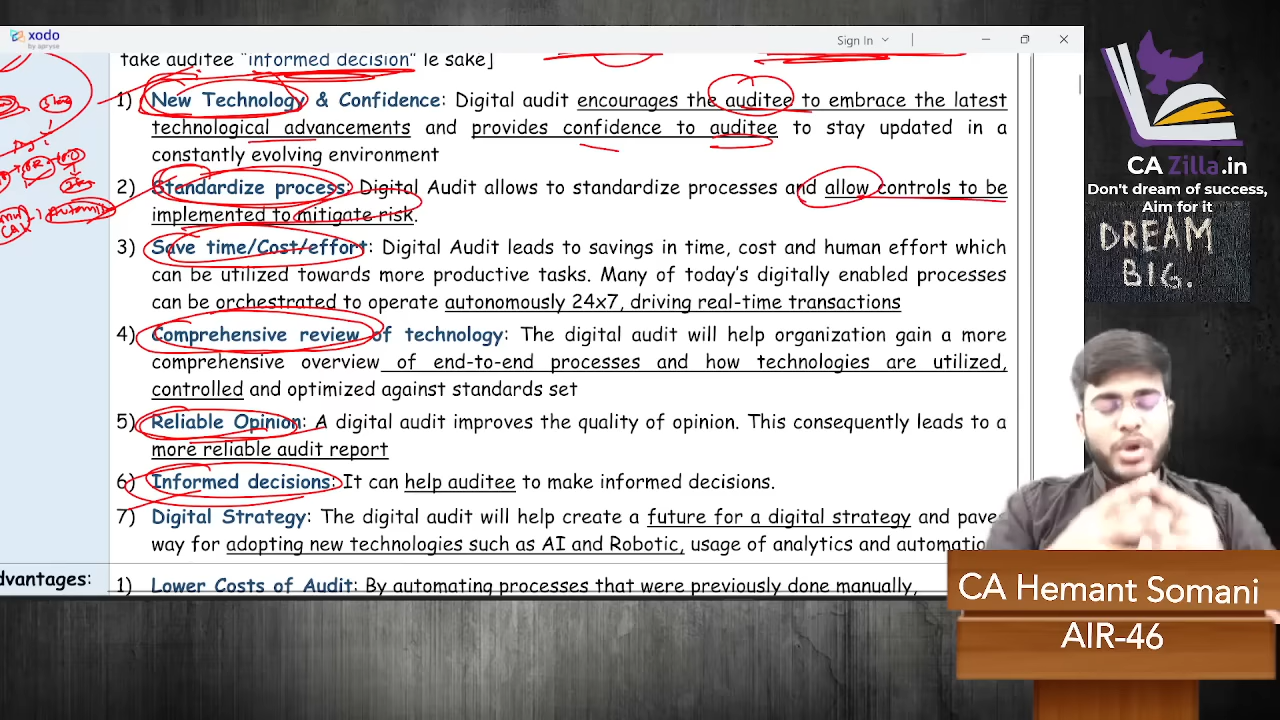 xodo
by apryse
Sign In
take auditee "informed decision" le sake]
1) New Technology & Confidence: Digital audit encourages the auditee to embrace the latest
technological advancements and provides confidence to auditee to stay updated in a
constantly evolving environment
2) Standardize process: Digital Audit allows to standardize processes and allow controls to be
implemented to mitigate risk.
3) Save time/Cost/effort: Digital Audit leads to savings in time, cost and human effort which
can be utilized towards more productive tasks. Many of today's digitally enabled processes
can be orchestrated to operate autonomously 24x7, driving real-time transactions
4) Comprehensive review of technology: The digital audit will help organization gain a more
comprehensive overview of end-to-end processes and how technologies are utilized,
controlled and optimized against standards set
5) Reliable Opinion: A digital audit improves the quality of opinion. This consequently leads to a
more reliable audit report
6) Informed decisions: It can help auditee to make informed decisions.
7) Digital Strategy: The digital audit will help create a future for a digital strategy and pave
way for adopting new technologies such as AI and Robotic, usage of analytics and automatio
dvantages:
1) Lower Costs of Audit: By automating processes that were previously done manually,
CA Zilla.in
Don't dream of success,
Aim for it
DREAM
BIG.
CA Hemant Somani
AIR-46